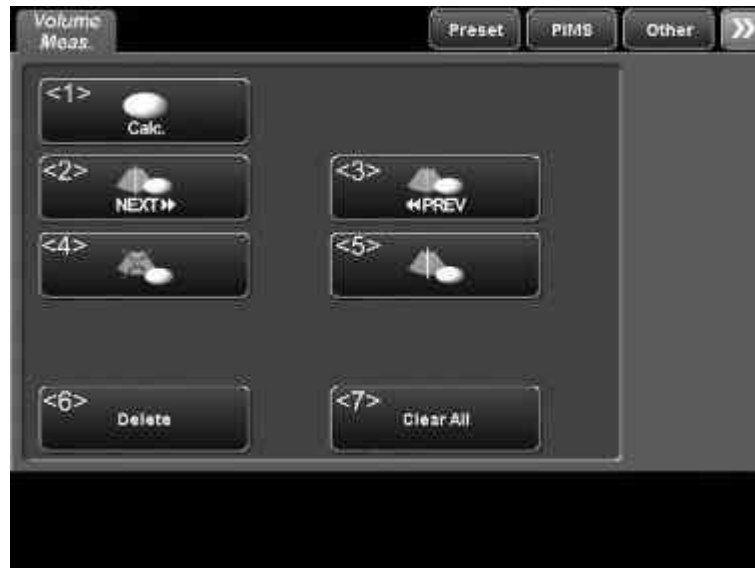 Volume
Meas.
Preset
PIMS
Other
<1>
Calc.
<2>
NEXT
<3>
PREV
<4>
<5>
<6>
Delete
<7>
Clear All